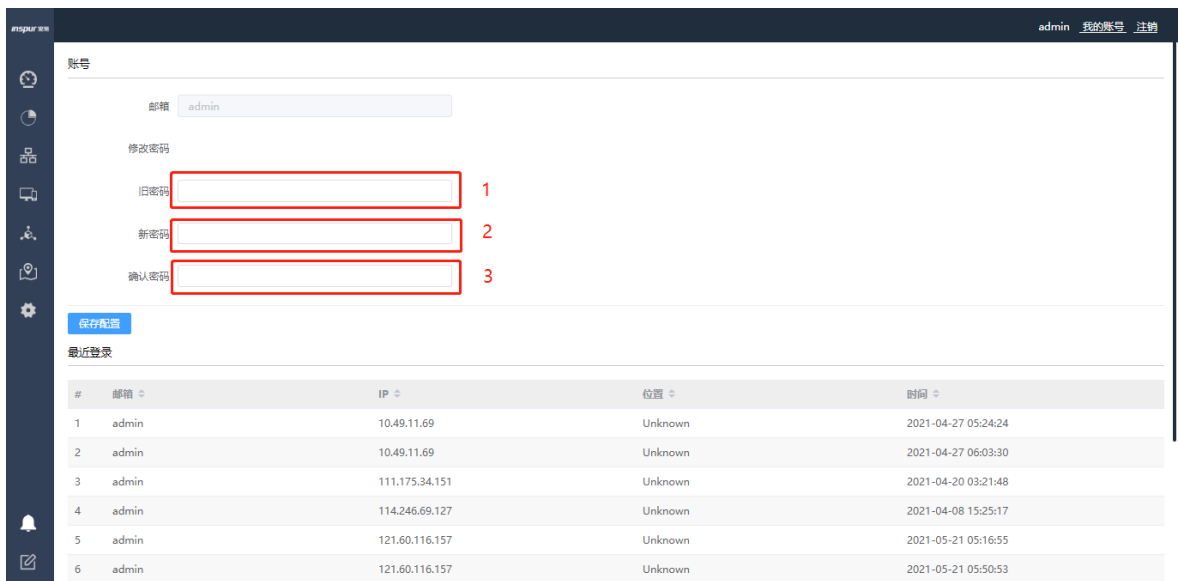 inspur 浪潮
admin 我的账号 注销
账号
邮箱 admin
修改密码
旧密码 1
新密码 2
确认密码 3
保存配置
最近登录
# 邮箱 IP 位置 时间
1 admin 10.49.11.69 Unknown 2021-04-27 05:24:24
2 admin 10.49.11.69 Unknown 2021-04-27 06:03:30
3 admin 111.175.34.151 Unknown 2021-04-20 03:21:48
4 admin 114.246.69.127 Unknown 2021-04-08 15:25:17
5 admin 121.60.116.157 Unknown 2021-05-21 05:16:55
6 admin 121.60.116.157 Unknown 2021-05-21 05:50:53